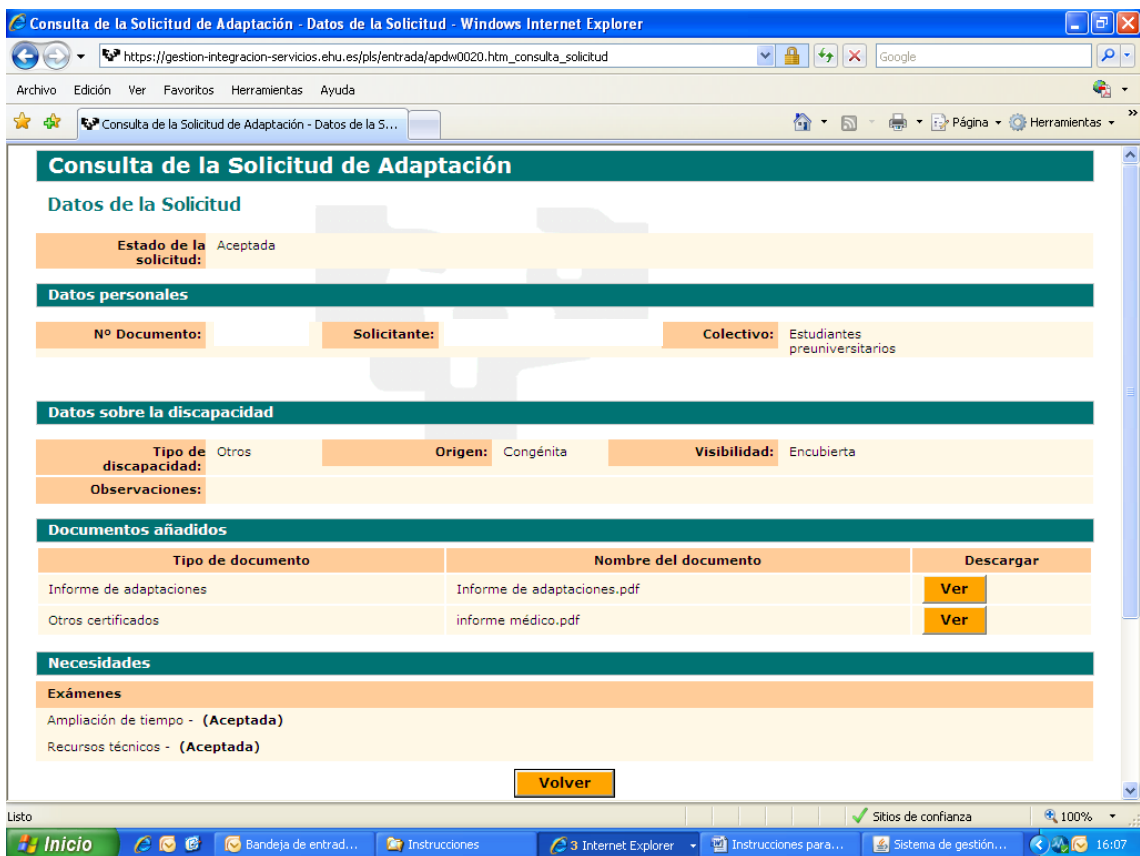 Consulta de la Solicitud de Adaptación - Datos de la Solicitud - Windows Internet Explorer
https://gestion-integracion-servicios.ehu.es/pls/entrada/apdw0020.htm_consulta_solicitud
Google
Archivo Edición Ver Favoritos Herramientas Ayuda
Consulta de la Solicitud de Adaptación - Datos de la S...
Página
Herramientas
Consulta de la Solicitud de Adaptación
Datos de la Solicitud
Estado de la solicitud: Aceptada
Datos personales
Nº Documento: Solicitante: Colectivo: Estudiantes preuniversitarios
Datos sobre la discapacidad
Tipo de discapacidad: Otros Origen: Congénita Visibilidad: Encubierta
Observaciones:
Documentos añadidos
Tipo de documento Nombre del documento Descargar
Informe de adaptaciones Informe de adaptaciones.pdf Ver
Otros certificados informe médico.pdf Ver
Necesidades
Exámenes
Ampliación de tiempo - (Aceptada)
Recursos técnicos - (Aceptada)
Volver
Listo Sitios de confianza 100%
Inicio Bandeja de entrad... Instrucciones 3 Internet Explorer Instrucciones para... Sistema de gestión... 16:07